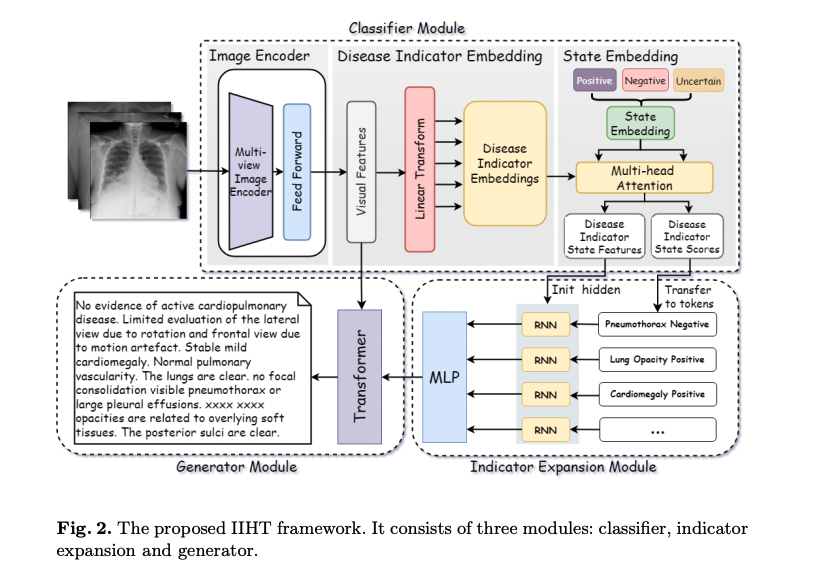 Classifier Module
Image Encoder
Disease Indicator Embedding
State Embedding
Multi-
view
Image
Encoder
Feed Forward
Visual Features
Linear Transform
Disease
Indicator
Embeddings
Positive
Negative
Uncertain
State
Embedding
Multi-head
Attention
Disease
Indicator
State Features
Disease
Indicator
State Scores
Init hidden
Transfer
to tokens
No evidence of active cardiopulmonary
disease. Limited evaluation of the lateral
view due to rotation and frontal view due
to motion artefact. Stable mild
cardiomegaly. Normal pulmonary
vascularity. The lungs are clear. no focal
consolidation visible pneumothorax or
large pleural effusions. xxxx xxxx
opacities are related to overlying soft
tissues. The posterior sulci are clear.
Transformer
MLP
RNN
Pneumothorax Negative
RNN
Lung Opacity Positive
RNN
Cardiomegaly Positive
RNN
...
Generator Module
Indicator Expansion Module
Fig. 2. The proposed IIHT framework. It consists of three modules: classifier, indicator
expansion and generator.